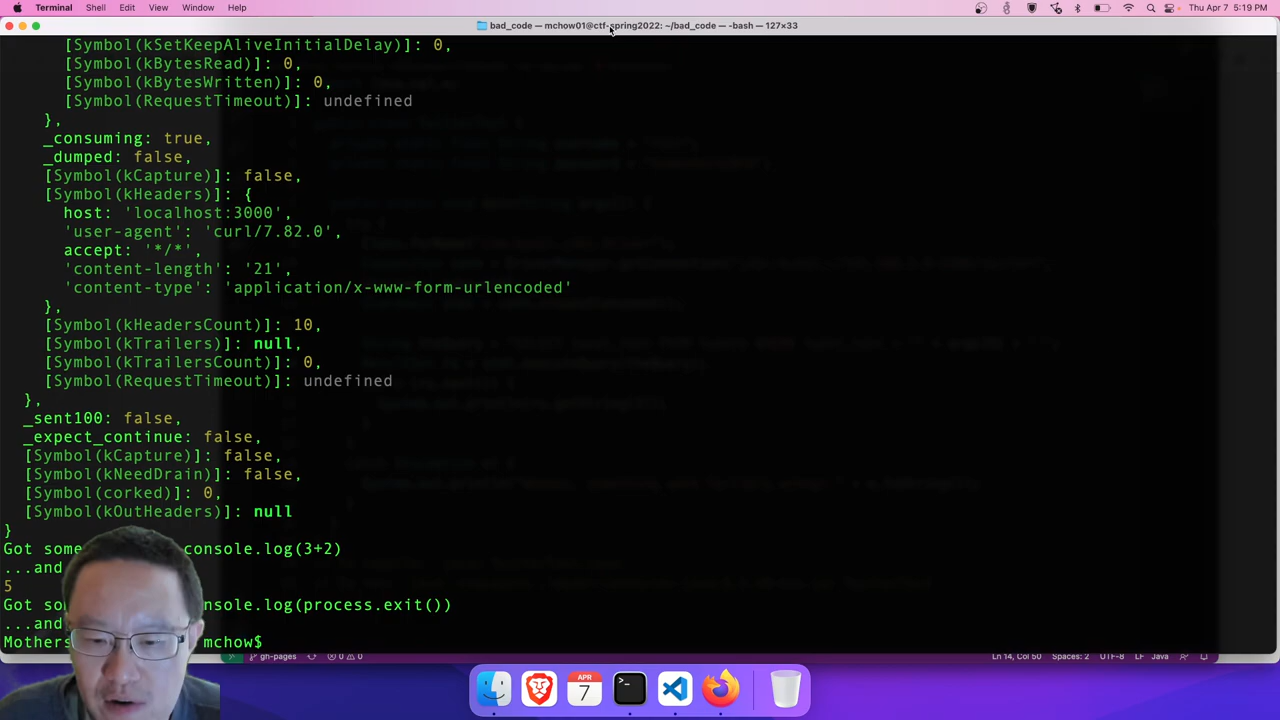 Terminal Shell Edit View Window Help Thu Apr 7 5:19 PM
bad_code — mchow01@ctf-spring2022: ~/bad_code — -bash — 127×33
[Symbol(kSetKeepAliveInitialDelay)]: 0,
[Symbol(kBytesRead)]: 0,
[Symbol(kBytesWritten)]: 0,
[Symbol(RequestTimeout)]: undefined
},
_consuming: true,
_dumped: false,
[Symbol(kCapture)]: false,
[Symbol(kHeaders)]: {
host: 'localhost:3000',
'user-agent': 'curl/7.82.0',
accept: '*/*',
'content-length': '21',
'content-type': 'application/x-www-form-urlencoded'
},
[Symbol(kHeadersCount)]: 10,
[Symbol(kTrailers)]: null,
[Symbol(kTrailersCount)]: 0,
[Symbol(RequestTimeout)]: undefined
},
_sent100: false,
_expect_continue: false,
[Symbol(kCapture)]: false,
[Symbol(kNeedDrain)]: false,
[Symbol(corked)]: 0,
[Symbol(kOutHeaders)]: null
}
Got some console.log(3+2)
...and
5
Got console.log(process.exit())
...and
Mothers mchow$
gh-pages 0 0 Ln 14, Col 50 Spaces: 2 UTF-8 LF Java
APR
7